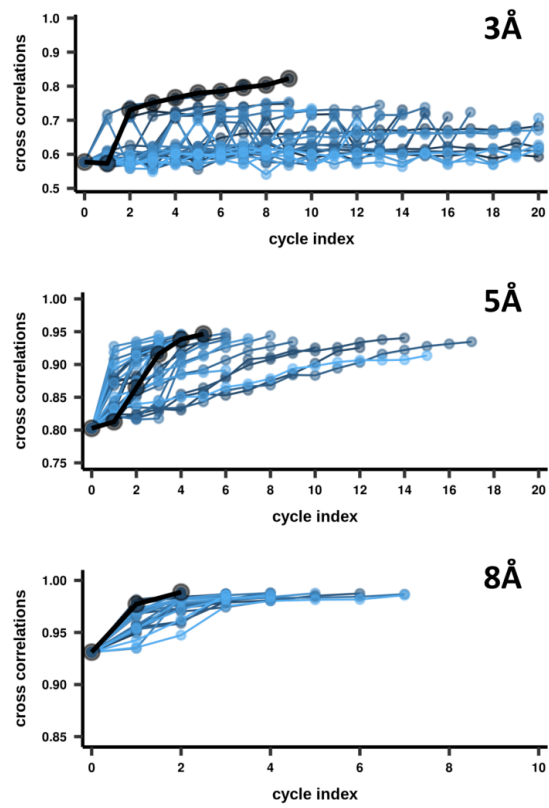 3Å
cross correlations
1.0
0.9
0.8
0.7
0.6
0.5
0 2 4 6 8 10 12 14 16 18 20
cycle index
5Å
cross correlations
1.00
0.95
0.90
0.85
0.80
0.75
0 2 4 6 8 10 12 14 16 18 20
cycle index
8Å
cross correlations
1.00
0.95
0.90
0.85
0 2 4 6 8 10
cycle index